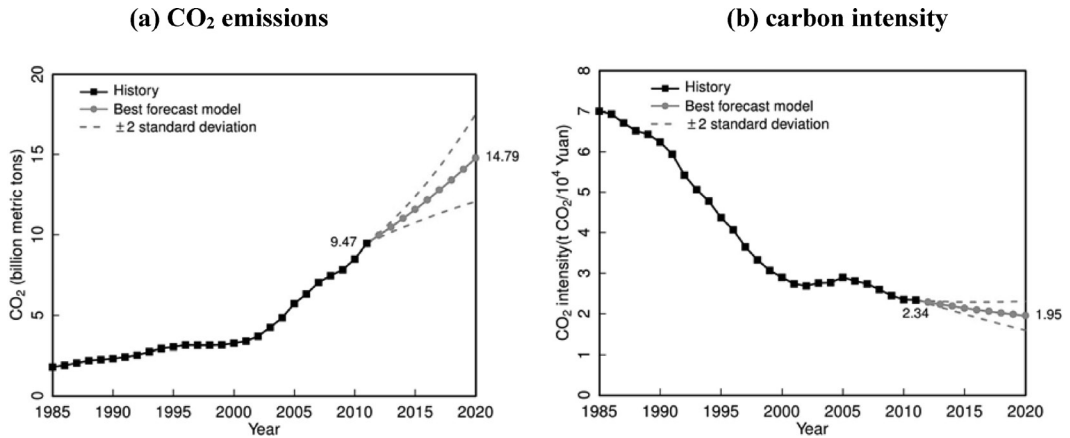 (a) CO₂ emissions
CO₂ (billion metric tons)
20
15
10
5
0
History
Best forecast model
±2 standard deviation
9.47
14.79
1985 1990 1995 2000 2005 2010 2015 2020
Year
(b) carbon intensity
CO₂ intensity(t CO₂/10⁴ Yuan)
8
7
6
5
4
3
2
1
0
History
Best forecast model
±2 standard deviation
2.34
1.95
1985 1990 1995 2000 2005 2010 2015 2020
Year